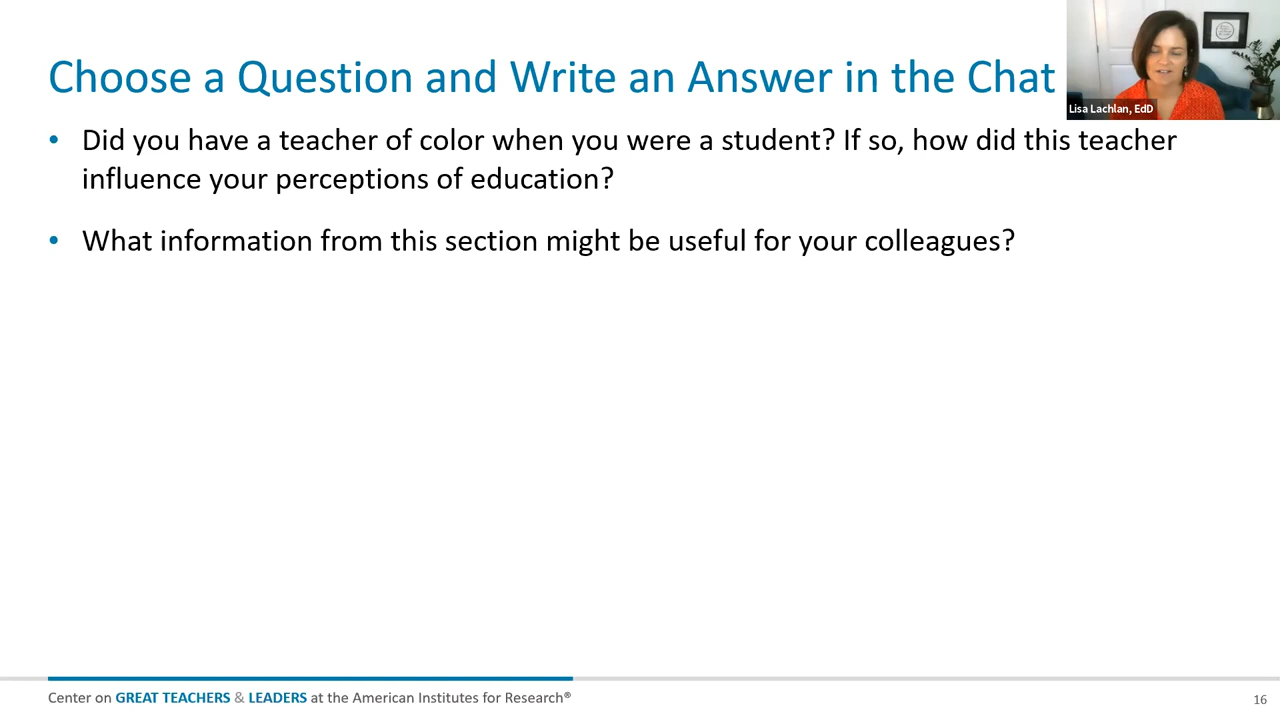 Choose a Question and Write an Answer in the Chat
Lisa Lachlan, EdD
• Did you have a teacher of color when you were a student? If so, how did this teacher
influence your perceptions of education?
• What information from this section might be useful for your colleagues?
Center on GREAT TEACHERS & LEADERS at the American Institutes for Research®
16